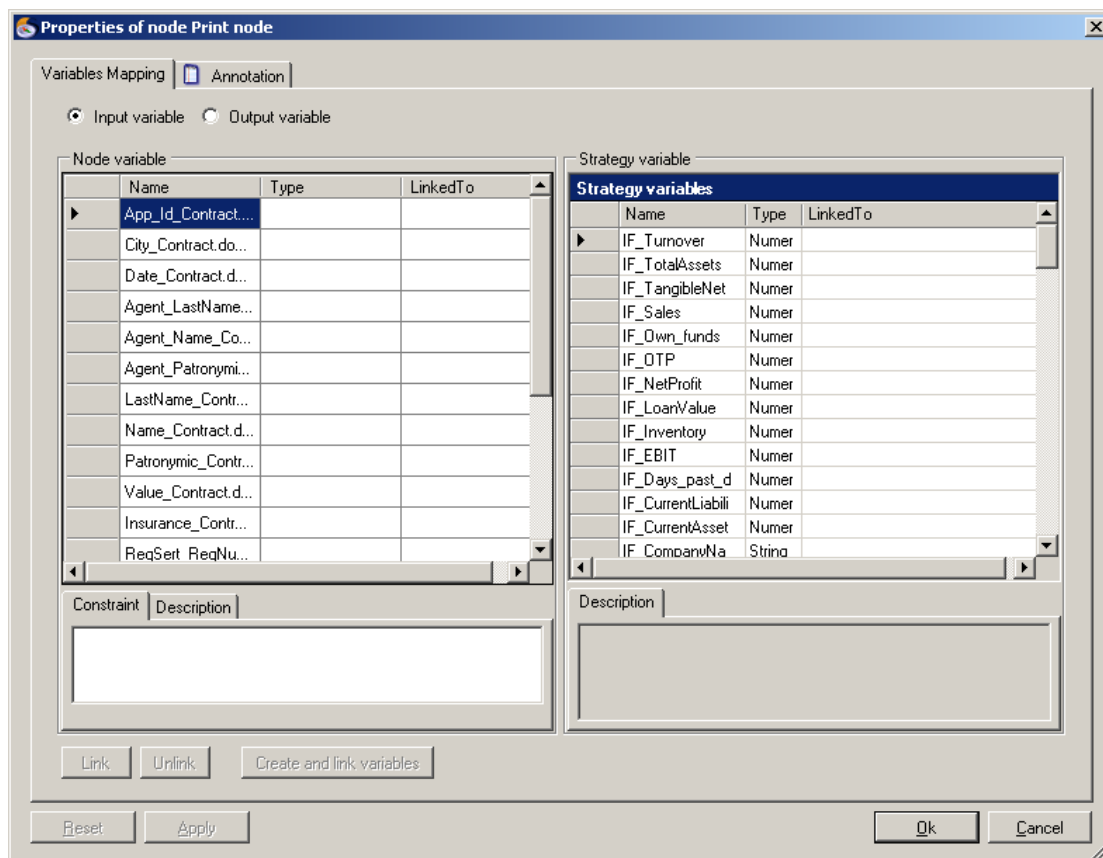 Properties of node Print node
Variables Mapping Annotation
Input variable Output variable
Node variable
Name Type LinkedTo
App_Id_Contract....
City_Contract.do...
Date_Contract.d...
Agent_LastName...
Agent_Name_Co...
Agent_Patronymi...
LastName_Contr...
Name_Contract.d...
Patronymic_Contr...
Value_Contract.d...
Insurance_Contr...
RegSert_RegNu...
Constraint Description
Strategy variable
Strategy variables
Name Type LinkedTo
IF_Turnover Numer
IF_TotalAssets Numer
IF_TangibleNet Numer
IF_Sales Numer
IF_Own_funds Numer
IF_OTP Numer
IF_NetProfit Numer
IF_LoanValue Numer
IF_Inventory Numer
IF_EBIT Numer
IF_Days_past_d Numer
IF_CurrentLiabili Numer
IF_CurrentAsset Numer
IF_CompanyNa String
Description
Link Unlink Create and link variables
Reset Apply Ok Cancel